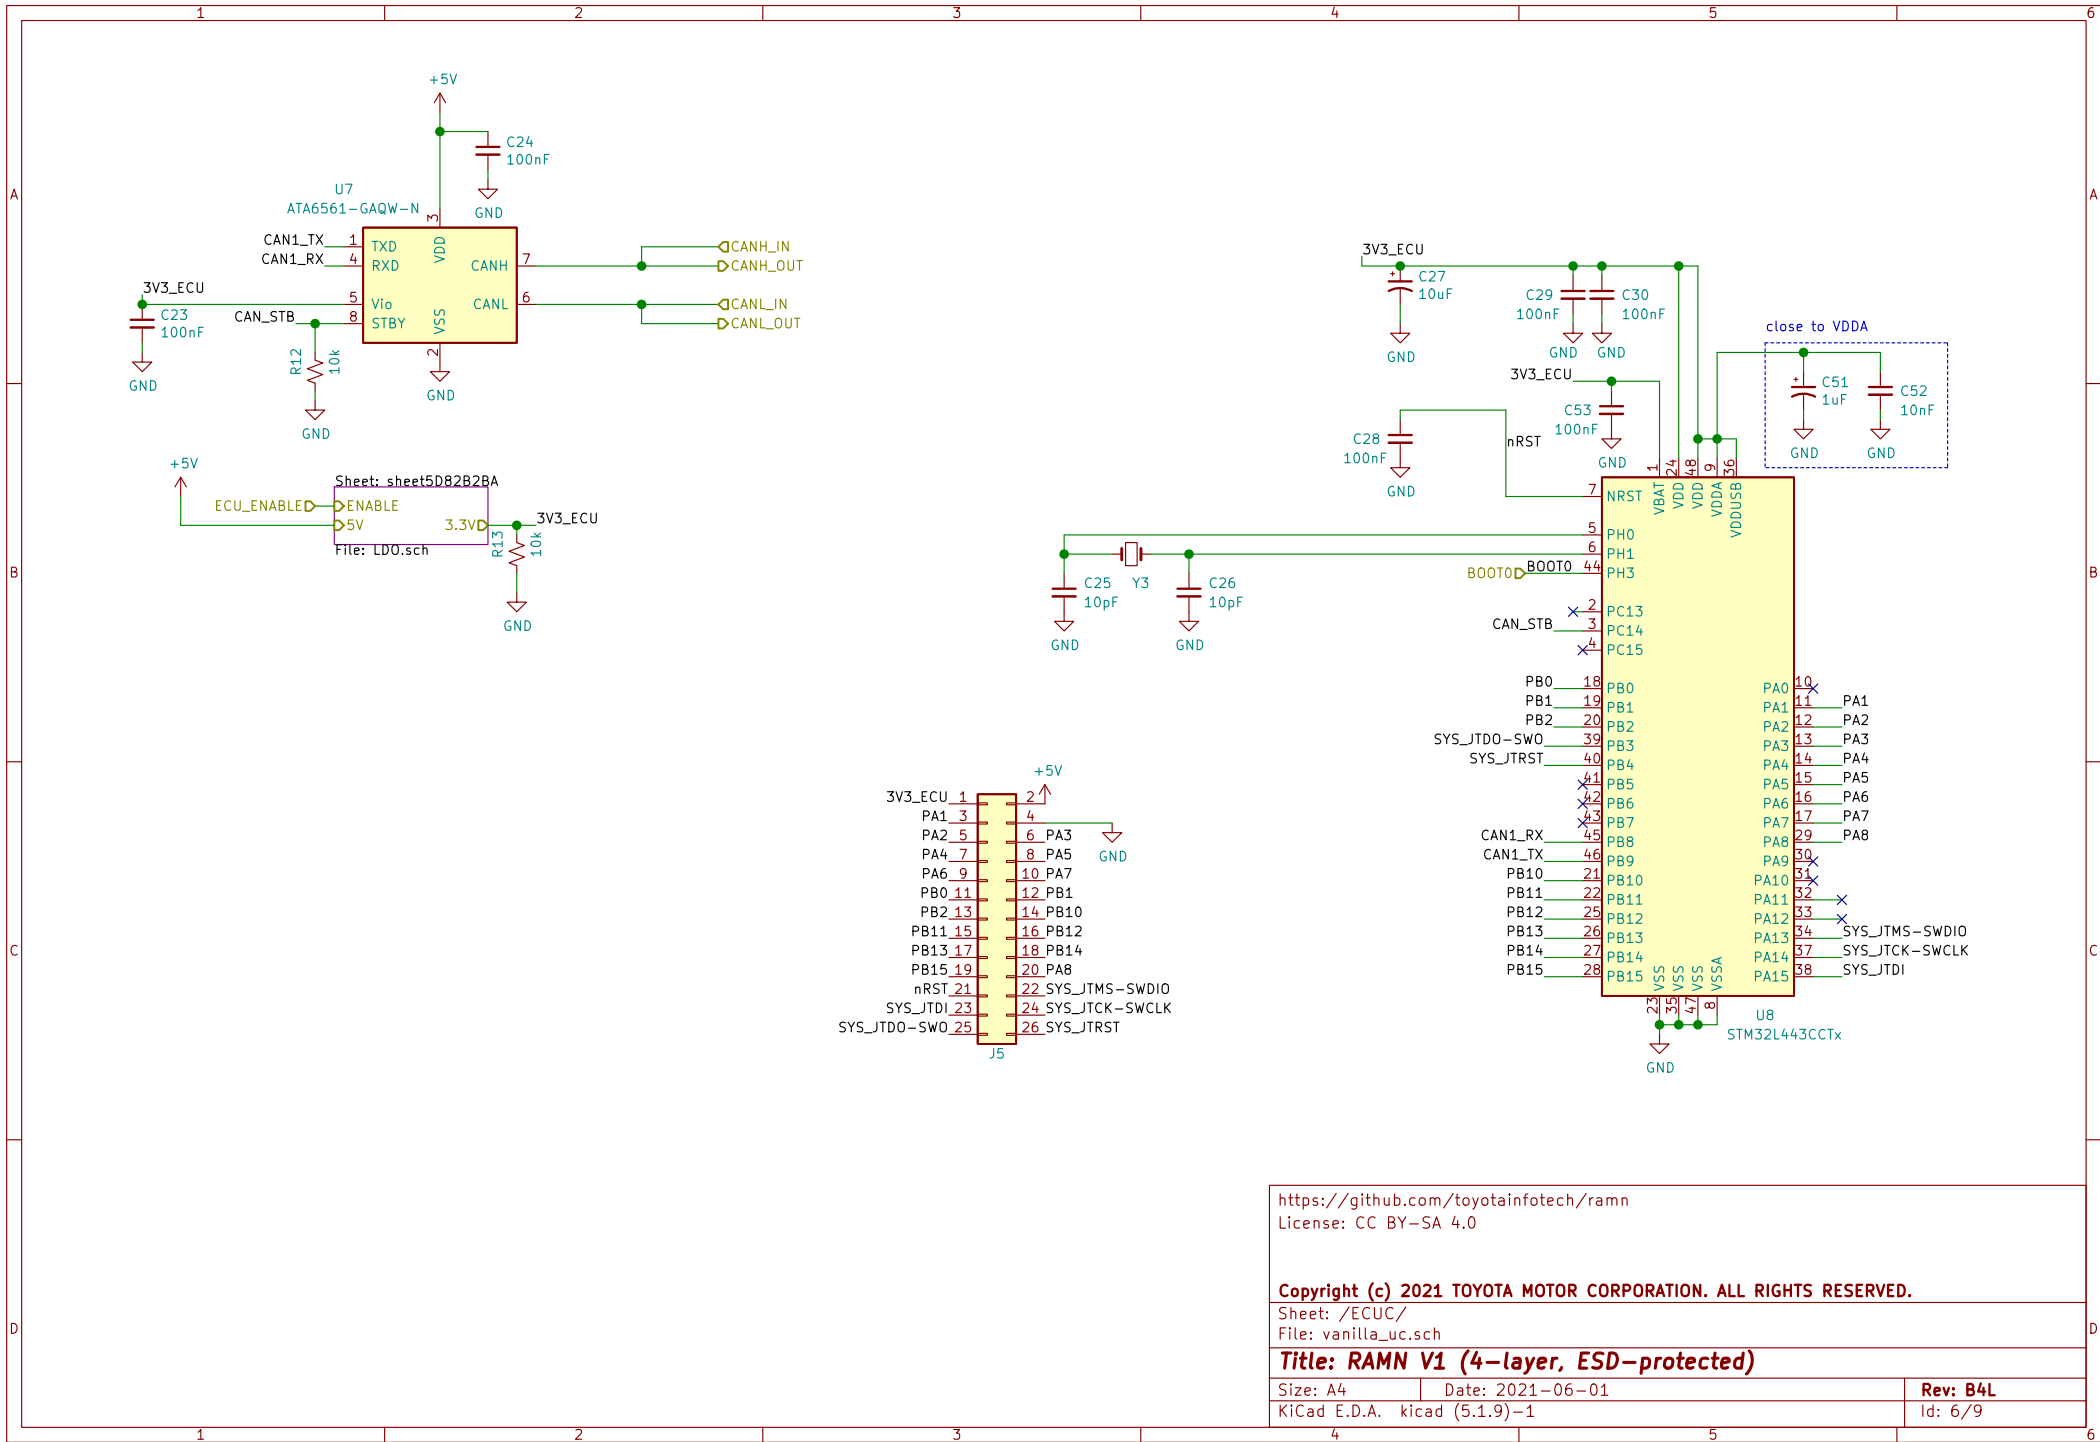 1 2 3 4 5 6
A A
B B
C C
D D
+5V
C24
100nF
GND
U7
ATA6561-GAQW-N
CAN1_TX 1 TXD
CAN1_RX 4 RXD
3 VDD
CANH 7
CANH_IN
CANH_OUT
3V3_ECU
5 Vio
CANL 6
CANL_IN
CANL_OUT
C23
100nF
GND
CAN_STB 8 STBY
VSS 2
GND
R12
10k
GND
+5V
Sheet: sheet5D82B2BA
ECU_ENABLE ENABLE
5V 3.3V
3V3_ECU
File: LDO.sch
R13
10k
GND
3V3_ECU
C27
10uF
GND
C29
100nF
GND
C30
100nF
GND
close to VDDA
C51
1uF
GND
C52
10nF
GND
3V3_ECU
C53
100nF
GND
C28
100nF
GND
nRST
1 VBAT
24 VDD
48 VDD
9 VDDA
36 VDDUSB
7 NRST
5 PH0
6 PH1
BOOT0 BOOT0 44 PH3
Y3
C25
10pF
GND
C26
10pF
GND
2 PC13
CAN_STB 3 PC14
4 PC15
PB0 18 PB0
PB1 19 PB1
PB2 20 PB2
SYS_JTDO-SWO 39 PB3
SYS_JTRST 40 PB4
41 PB5
42 PB6
43 PB7
CAN1_RX 45 PB8
CAN1_TX 46 PB9
PB10 21 PB10
PB11 22 PB11
PB12 25 PB12
PB13 26 PB13
PB14 27 PB14
PB15 28 PB15
PA0 10
PA1 11 PA1
PA2 12 PA2
PA3 13 PA3
PA4 14 PA4
PA5 15 PA5
PA6 16 PA6
PA7 17 PA7
PA8 29 PA8
PA9 30
PA10 31
PA11 32
PA12 33
PA13 34 SYS_JTMS-SWDIO
PA14 37 SYS_JTCK-SWCLK
PA15 38 SYS_JTDI
VSS 23
VSS 35
VSS 47
VSSA 8
GND
U8
STM32L443CCTx
+5V
3V3_ECU 1 2
PA1 3 4
GND
PA2 5 6 PA3
PA4 7 8 PA5
PA6 9 10 PA7
PB0 11 12 PB1
PB2 13 14 PB10
PB11 15 16 PB12
PB13 17 18 PB14
PB15 19 20 PA8
nRST 21 22 SYS_JTMS-SWDIO
SYS_JTDI 23 24 SYS_JTCK-SWCLK
SYS_JTDO-SWO 25 26 SYS_JTRST
J5
https://github.com/toyotainfotech/ramn
License: CC BY-SA 4.0
Copyright (c) 2021 TOYOTA MOTOR CORPORATION. ALL RIGHTS RESERVED.
Sheet: /ECUC/
File: vanilla_uc.sch
Title: RAMN V1 (4-layer, ESD-protected)
Size: A4 Date: 2021-06-01 Rev: B4L
KiCad E.D.A. kicad (5.1.9)-1 Id: 6/9
1 2 3 4 5 6